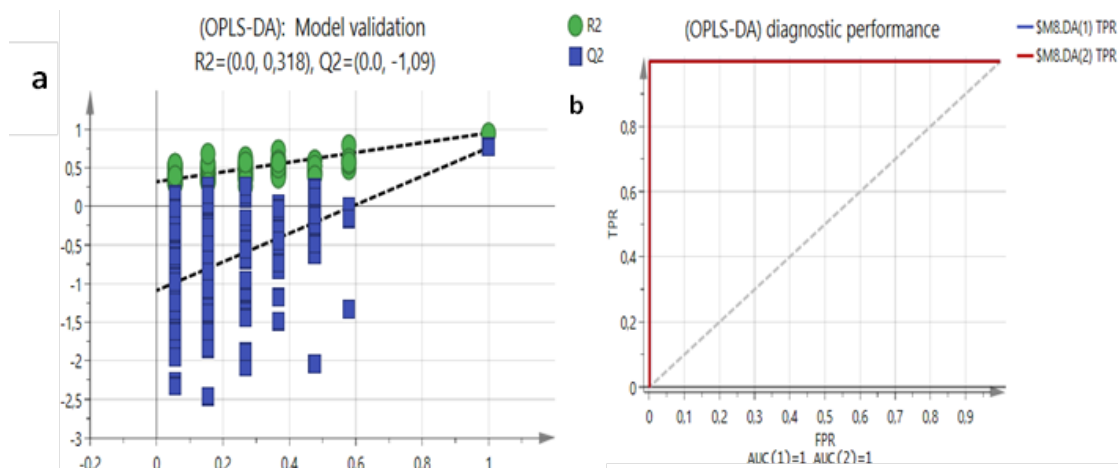 (OPLS-DA): Model validation
R2=(0.0, 0,318), Q2=(0.0, -1,09)
R2
Q2
a
1
0.5
0
-0.5
-1
-1.5
-2
-2.5
-3
-0.2 0 0.2 0.4 0.6 0.8 1
(OPLS-DA) diagnostic performance
$M8.DA(1) TPR
$M8.DA(2) TPR
b
TPR
0.8
0.6
0.4
0.2
0
0 0.1 0.2 0.3 0.4 0.5 0.6 0.7 0.8 0.9
FPR
AUC(1)=1 AUC(2)=1